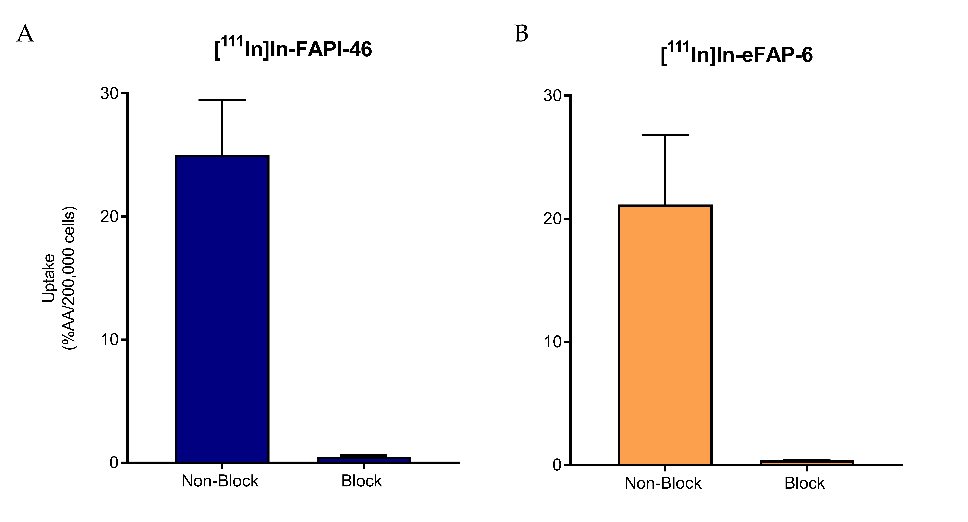 A
[¹¹¹In]In-FAPI-46
30
20
10
0
Uptake
(%AA/200,000 cells)
Non-Block
Block
B
[¹¹¹In]In-eFAP-6
30
20
10
0
Non-Block
Block